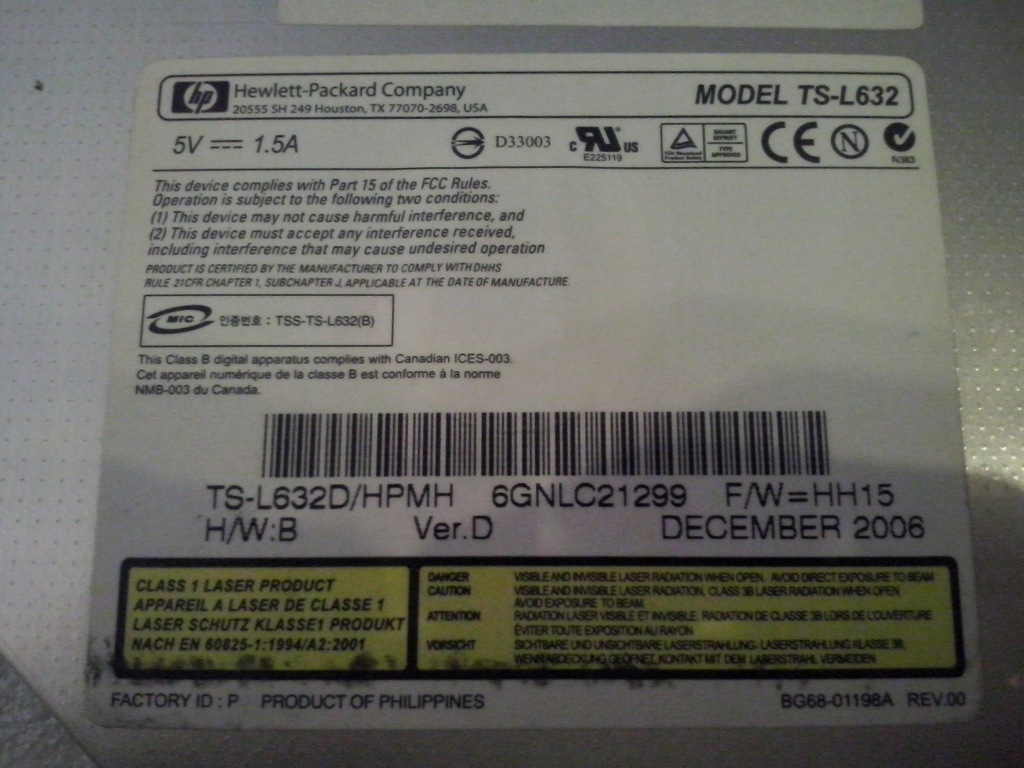 hp Hewlett-Packard Company
20555 SH 249 Houston, TX 77070-2698, USA
MODEL TS-L632
5V 1.5A
D33003
c RU US
E225119
TYPE APPROVED
CE N
N383
This device complies with Part 15 of the FCC Rules.
Operation is subject to the following two conditions:
(1) This device may not cause harmful interference, and
(2) This device must accept any interference received,
including interference that may cause undesired operation
PRODUCT IS CERTIFIED BY THE MANUFACTURER TO COMPLY WITH DHHS
RULE 21CFR CHAPTER 1, SUBCHAPTER J, APPLICABLE AT THE DATE OF MANUFACTURE.
MIC 인증번호 : TSS-TS-L632(B)
This Class B digital apparatus complies with Canadian ICES-003.
Cet appareil numérique de la classe B est conforme à la norme
NMB-003 du Canada.
TS-L632D/HPMH 6GNLC21299 F/W=HH15
H/W:B Ver.D DECEMBER 2006
CLASS 1 LASER PRODUCT
APPAREIL A LASER DE CLASSE 1
LASER SCHUTZ KLASSE1 PRODUKT
NACH EN 60825-1:1994/A2:2001
DANGER VISIBLE AND INVISIBLE LASER RADIATION WHEN OPEN. AVOID DIRECT EXPOSURE TO BEAM
CAUTION VISIBLE AND INVISIBLE LASER RADIATION, CLASS 3B LASER RADIATION WHEN OPEN
AVOID EXPOSURE TO BEAM.
ATTENTION RADIATION LASER VISIBLE ET INVISIBLE. RADIATION DE CLASSE 3B LORS DE L'OUVERTURE
ÉVITER TOUTE EXPOSITION AU RAYON
VORSICHT SICHTBARE UND UNSICHTBARE LASERSTRAHLUNG. LASERSTRAHLUNG KLASSE 3B,
WENN ABDECKUNG GEÖFNET, KONTAKT MIT DEM LASERSTRAHL VERMEIDEN
FACTORY ID : P PRODUCT OF PHILIPPINES
BG68-01198A REV.00